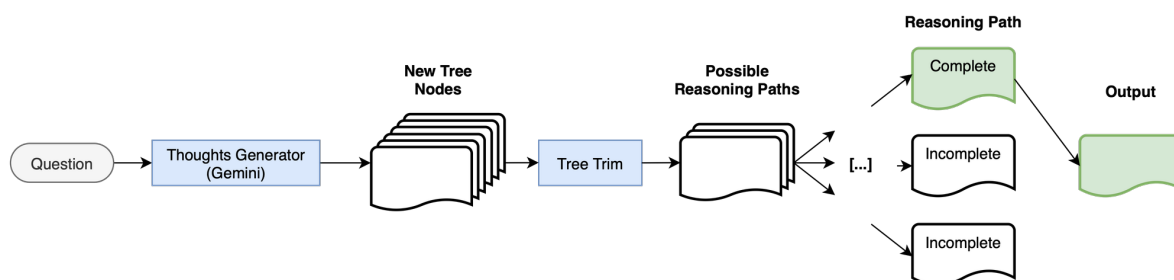 Question
Thoughts Generator
(Gemini)
New Tree
Nodes
Tree Trim
Possible
Reasoning Paths
[...]
Reasoning Path
Complete
Incomplete
Incomplete
Output